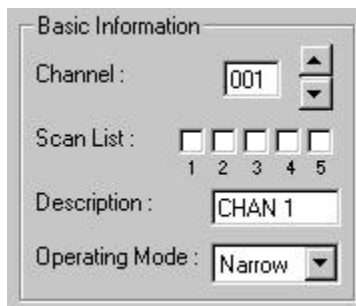 Basic Information
Channel : 001
Scan List :
1 2 3 4 5
Description : CHAN 1
Operating Mode : Narrow